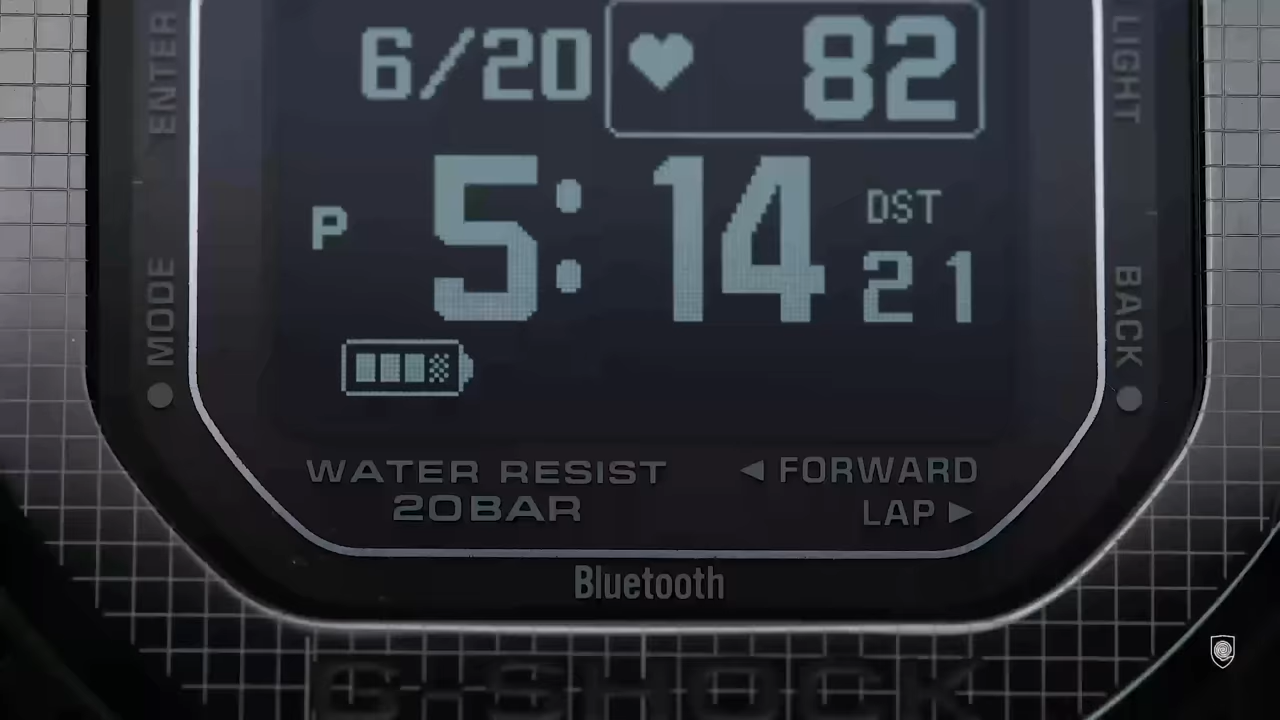 ENTER
LIGHT
6/20 82
P 5:14 DST
21
MODE
BACK
WATER RESIST
20BAR
FORWARD
LAP
Bluetooth
G-SHOCK